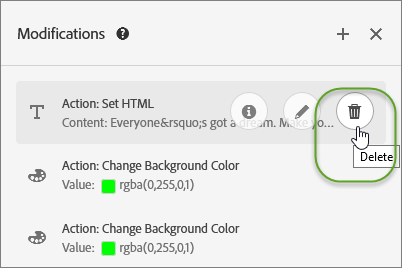 Modifications ?
Action: Set HTML
Content: Everyone&rsquo;s got a dream. Make yo...
Delete
Action: Change Background Color
Value: rgba(0,255,0,1)
Action: Change Background Color
Value: rgba(0,255,0,1)